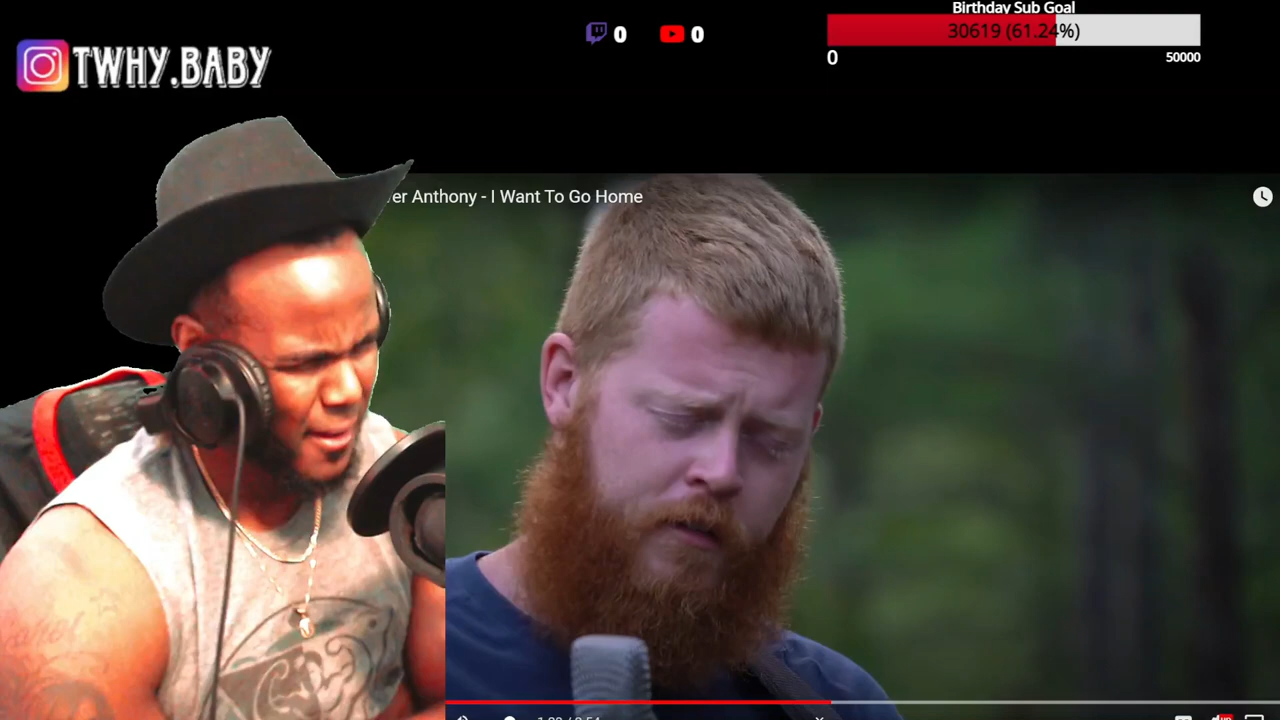 Birthday Sub Goal
0
0
30619 (61.24%)
0
50000
TWHY.BABY
er Anthony - I Want To Go Home